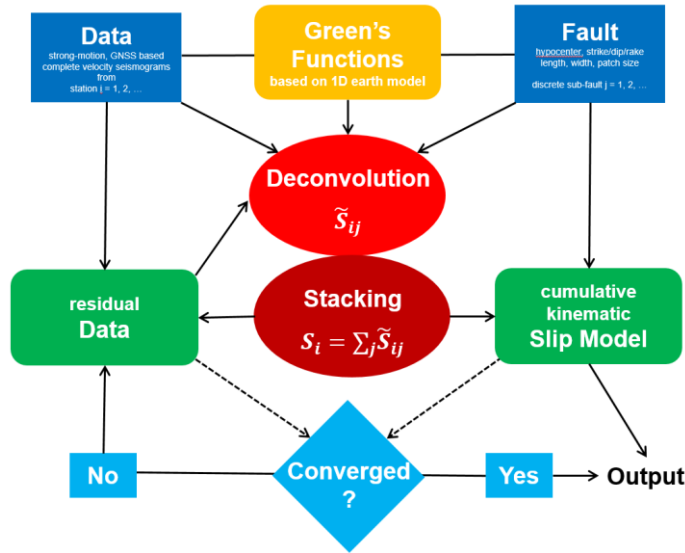 Data
strong-motion, GNSS based
complete velocity seismograms
from
station i = 1, 2, …
Green’s
Functions
based on 1D earth model
Fault
hypocenter, strike/dip/rake
length, width, patch size
discrete sub-fault j = 1, 2, …
Deconvolution
S̃ᵢⱼ
residual
Data
Stacking
Sᵢ = ∑ⱼS̃ᵢⱼ
cumulative
kinematic
Slip Model
No
Converged
?
Yes
Output